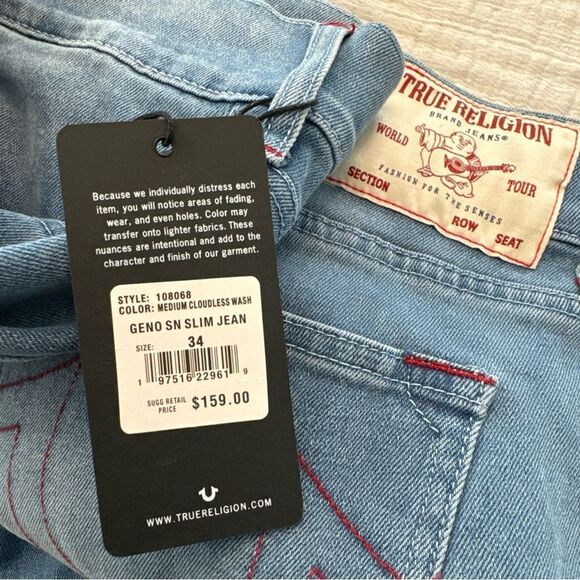 Because we individually distress each
item, you will notice areas of fading,
wear, and even holes. Color may
transfer onto lighter fabrics. These
nuances are intentional and add to the
character and finish of our garment.
STYLE: 108068
COLOR: MEDIUM CLOUDLESS WASH
GENO SN SLIM JEAN
SIZE: 34
1 97516 22961 9
SUGG RETAIL
PRICE $159.00
WWW.TRUERELIGION.COM
TRUE RELIGION
BRAND JEANS®
WORLD TOUR
FASHION FOR THE SENSES
SECTION ROW SEAT